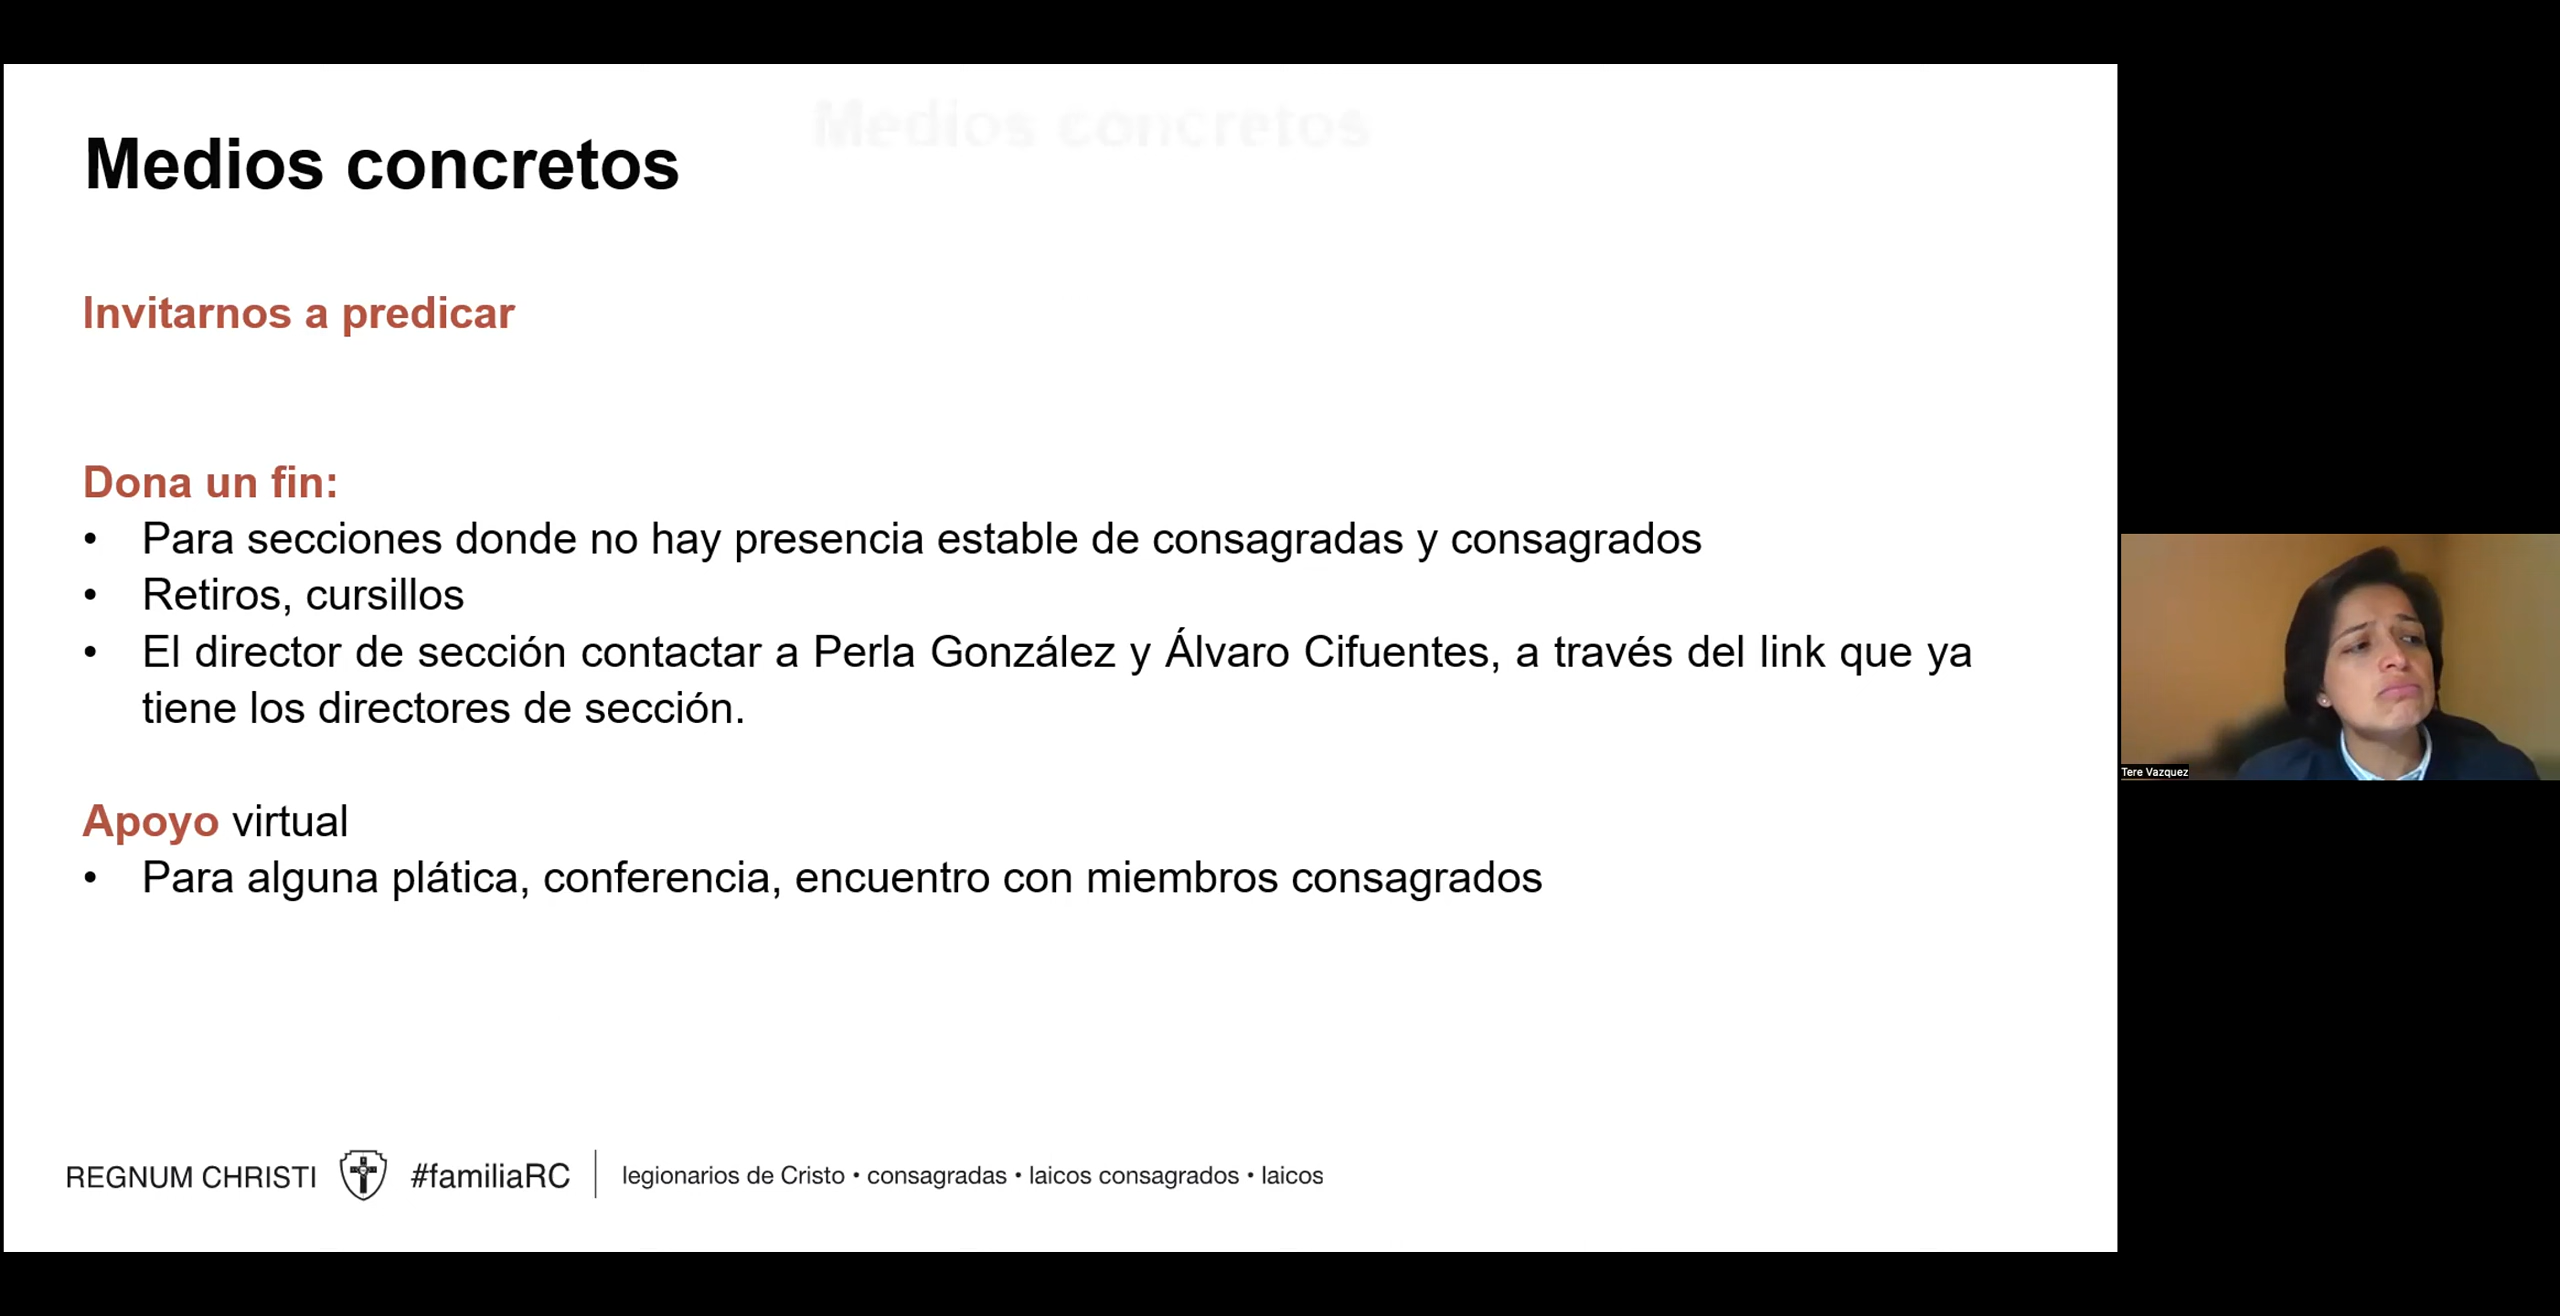 Medios concretos
Medios concretos
Invitarnos a predicar
Dona un fin:
• Para secciones donde no hay presencia estable de consagradas y consagrados
• Retiros, cursillos
• El director de sección contactar a Perla González y Álvaro Cifuentes, a través del link que ya
tiene los directores de sección.
Apoyo virtual
• Para alguna plática, conferencia, encuentro con miembros consagrados
REGNUM CHRISTI #familiaRC legionarios de Cristo • consagradas • laicos consagrados • laicos
Tere Vazquez